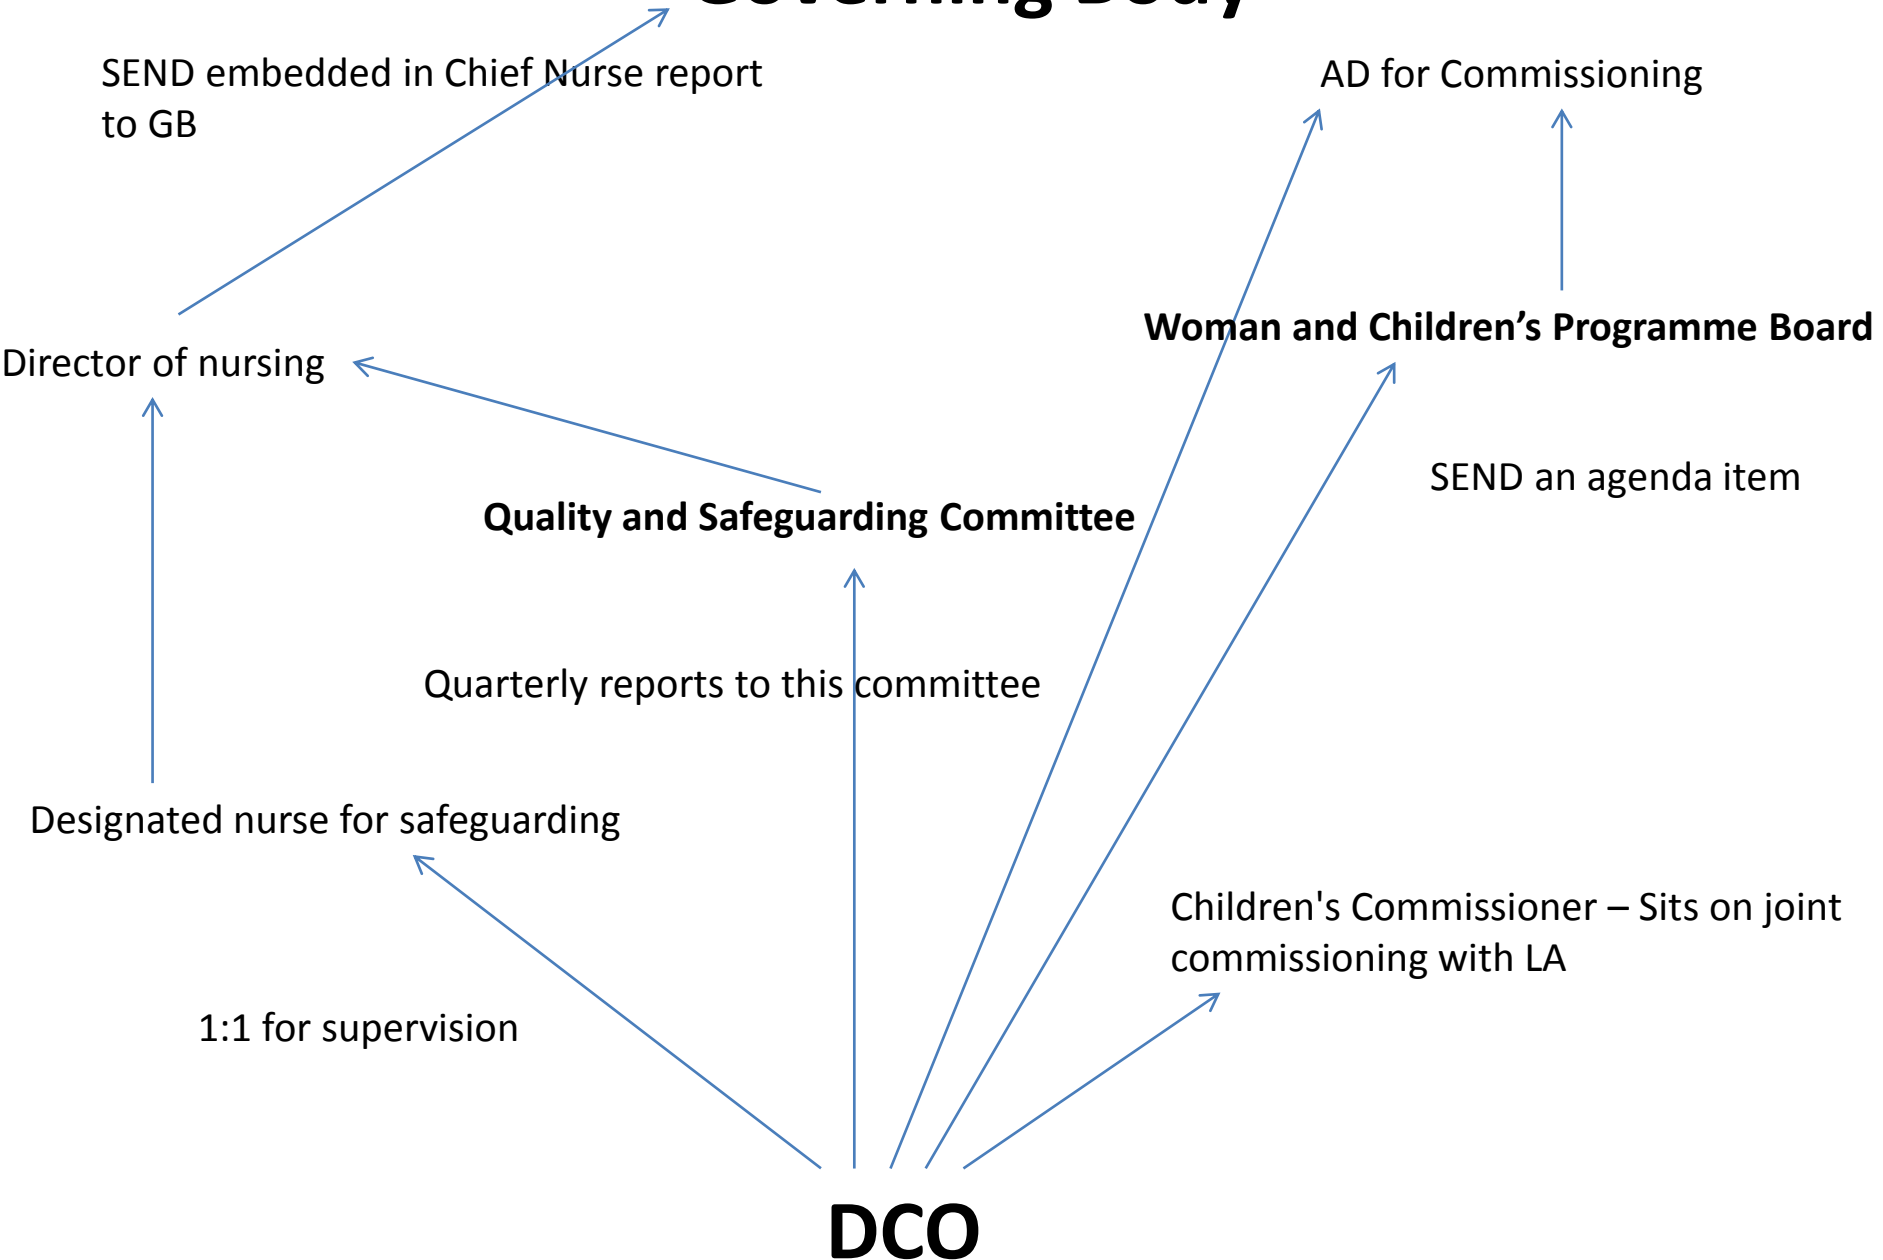 Governing Body
SEND embedded in Chief Nurse report
to GB
AD for Commissioning
Woman and Children’s Programme Board
Director of nursing
SEND an agenda item
Quality and Safeguarding Committee
Quarterly reports to this committee
Designated nurse for safeguarding
Children's Commissioner – Sits on joint
commissioning with LA
1:1 for supervision
DCO